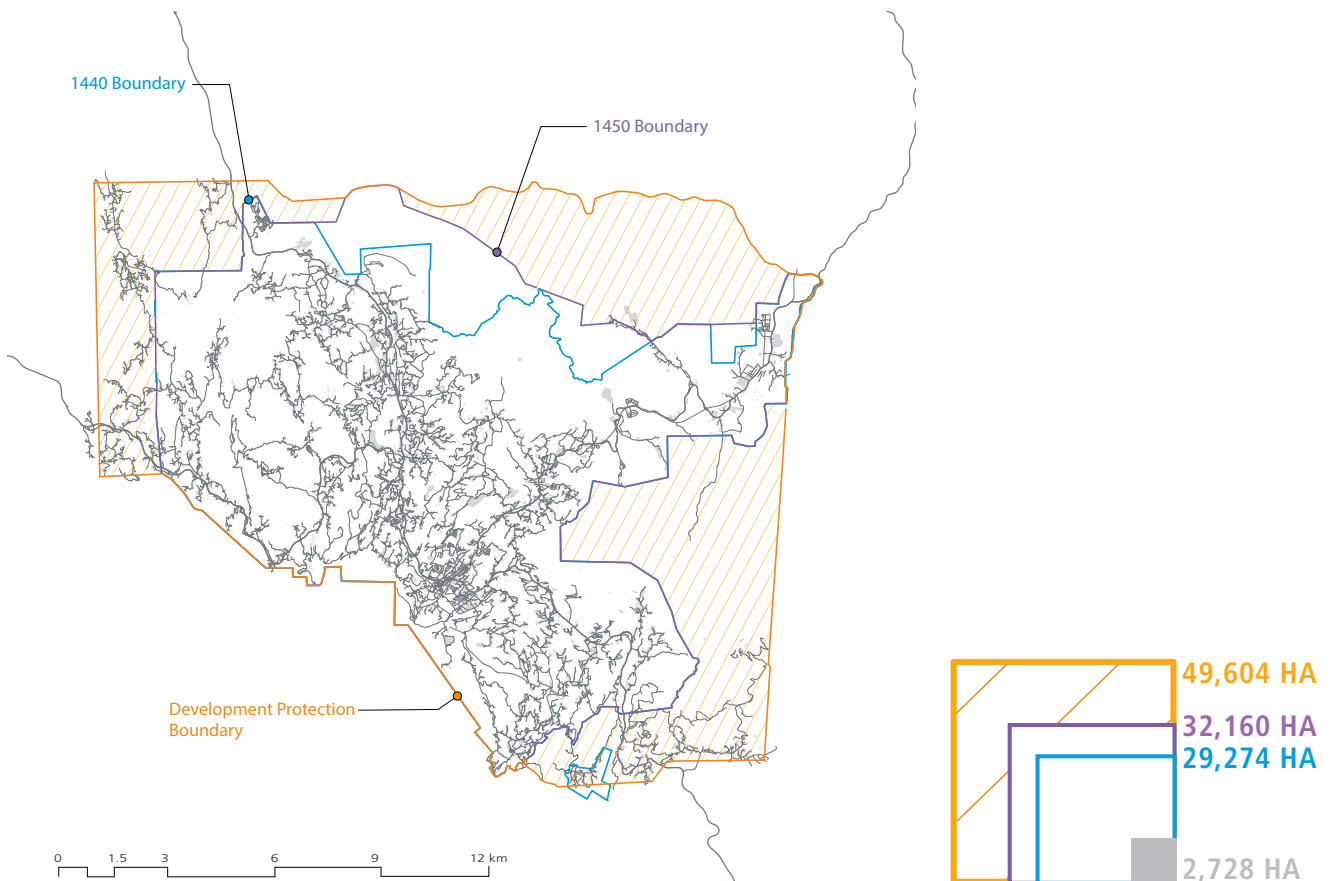 1440 Boundary
1450 Boundary
Development Protection
Boundary
49,604 HA
32,160 HA
29,274 HA
2,728 HA
0 1.5 3 6 9 12 km